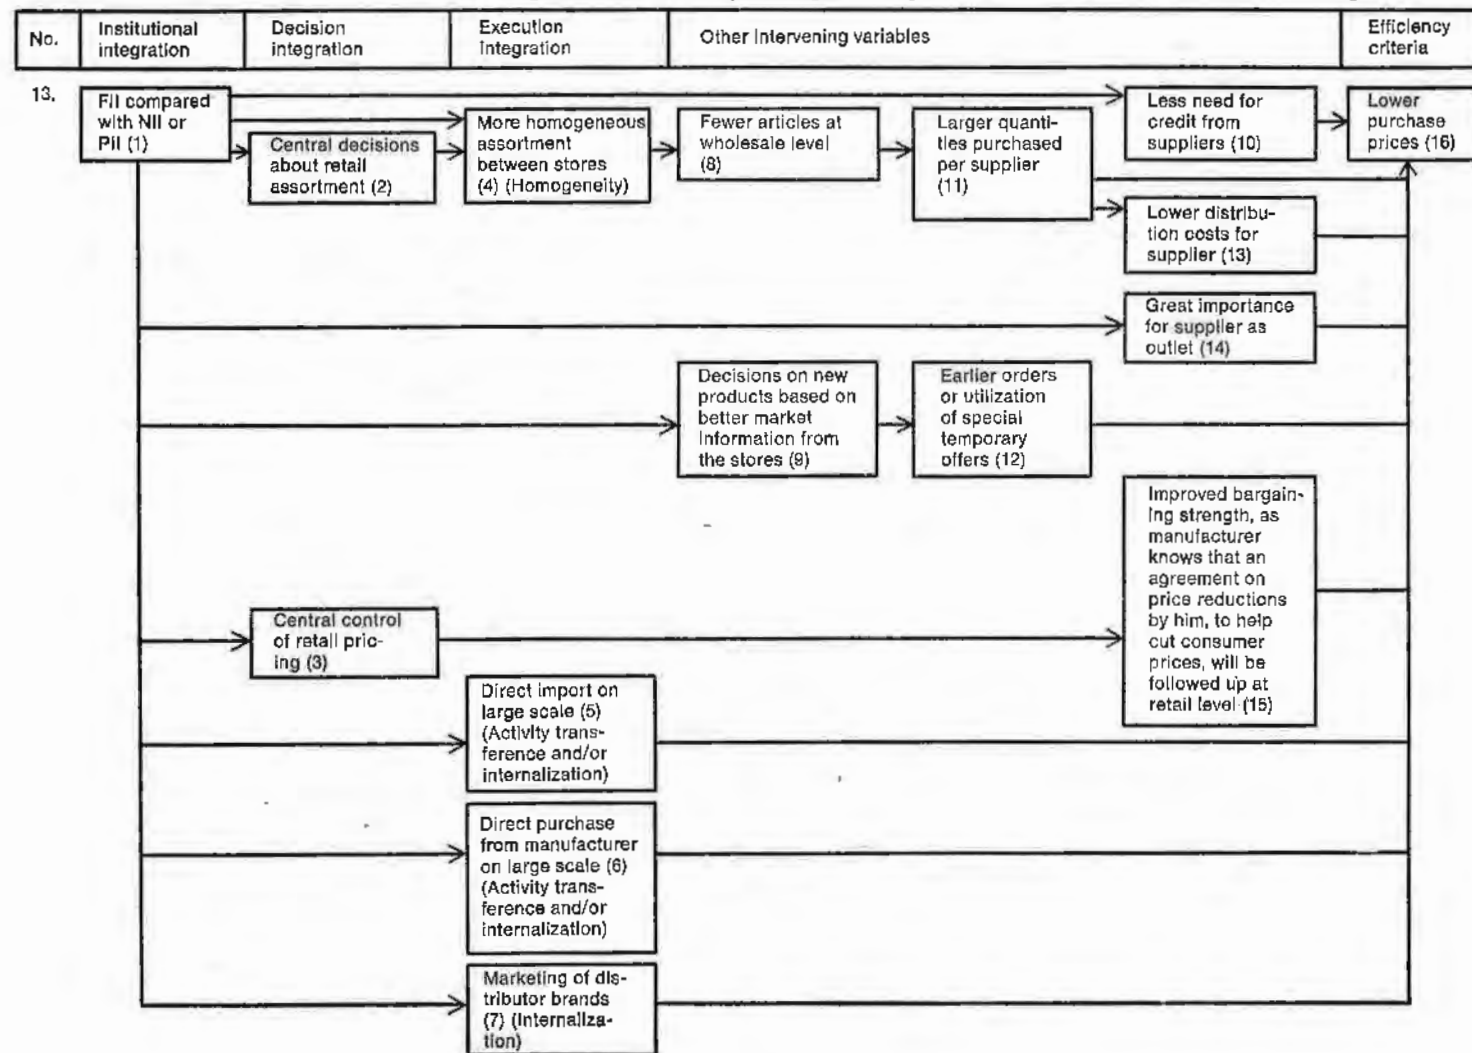 No.
Institutional
integration
Decision
integration
Execution
Integration
Other Intervening variables
Efficiency
criteria
13.
FII compared
with NII or
PII (1)
Central decisions
about retail
assortment (2)
More homogeneous
assortment
between stores
(4) (Homogeneity)
Fewer articles at
wholesale level
(8)
Larger quanti-
ties purchased
per supplier
(11)
Less need for
credit from
suppliers (10)
Lower
purchase
prices (16)
Lower distribu-
tion costs for
supplier (13)
Great importance
for supplier as
outlet (14)
Decisions on new
products based on
better market
Information from
the stores (9)
Earlier orders
or utilization
of special
temporary
offers (12)
Improved bargain-
ing strength, as
manufacturer
knows that an
agreement on
price reductions
by him, to help
cut consumer
prices, will be
followed up at
retail level (15)
Central control
of retail pric-
ing (3)
Direct import on
large scale (5)
(Activity trans-
ference and/or
internalization)
Direct purchase
from manufacturer
on large scale (6)
(Activity trans-
ference and/or
internalization)
Marketing of dis-
tributor brands
(7) (Internaliza-
tion)